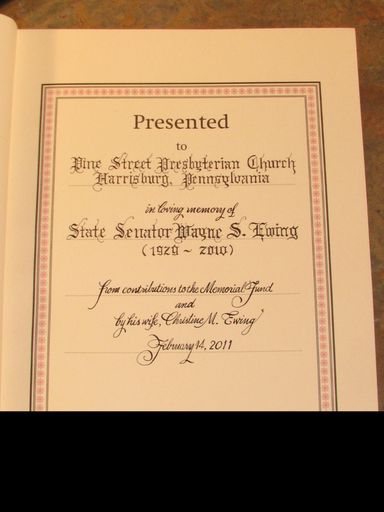 Presented
to
Pine Street Presbyterian Church
Harrisburg, Pennsylvania
in loving memory of
State Senator Wayne S. Ewing
(1929 ~ 2010)
from contributions to the Memorial Fund
and
by his wife, Christine M. Ewing
February 14, 2011